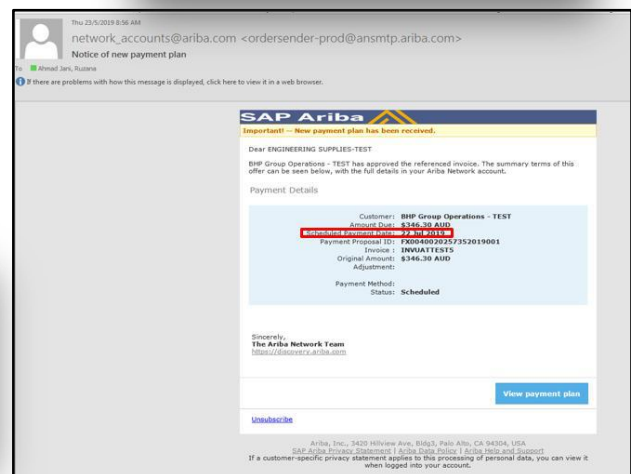 Thu 23/5/2019 8:56 AM
network_accounts@ariba.com <ordersender-prod@ansmtp.ariba.com>
Notice of new payment plan
To Ahmad Jani, Ruzana
If there are problems with how this message is displayed, click here to view it in a web browser.
SAP Ariba
Important! — New payment plan has been received.
Dear ENGINEERING SUPPLIES-TEST
BHP Group Operations - TEST has approved the referenced invoice. The summary terms of this
offer can be seen below, with the full details in your Ariba Network account.
Payment Details
Customer: BHP Group Operations - TEST
Amount Due: $346.30 AUD
Scheduled Payment Date: 22 Jul 2019
Payment Proposal ID: FX0040020257352019001
Invoice : INVUATTEST5
Original Amount: $346.30 AUD
Adjustment:
Payment Method:
Status: Scheduled
Sincerely,
The Ariba Network Team
https://discovery.ariba.com
View payment plan
Unsubscribe
Ariba, Inc., 3420 Hillview Ave, Bldg3, Palo Alto, CA 94304, USA
SAP Ariba Privacy Statement | Ariba Data Policy | Ariba Help and Support
If a customer-specific privacy statement applies to this processing of personal data, you can view it
when logged into your account.